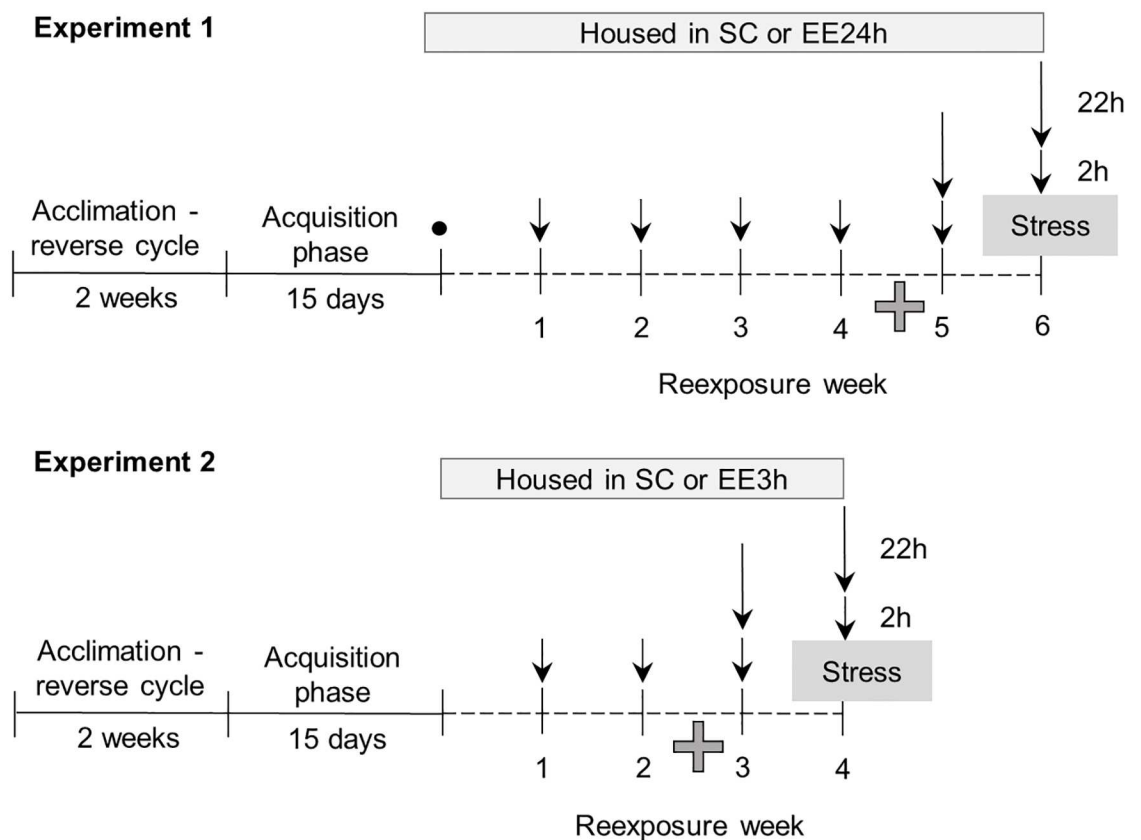 Experiment 1
Housed in SC or EE24h
22h
2h
Stress
Acclimation -
reverse cycle
2 weeks
Acquisition
phase
15 days
1
2
3
4
5
6
Reexposure week
Experiment 2
Housed in SC or EE3h
22h
2h
Stress
Acclimation -
reverse cycle
2 weeks
Acquisition
phase
15 days
1
2
3
4
Reexposure week